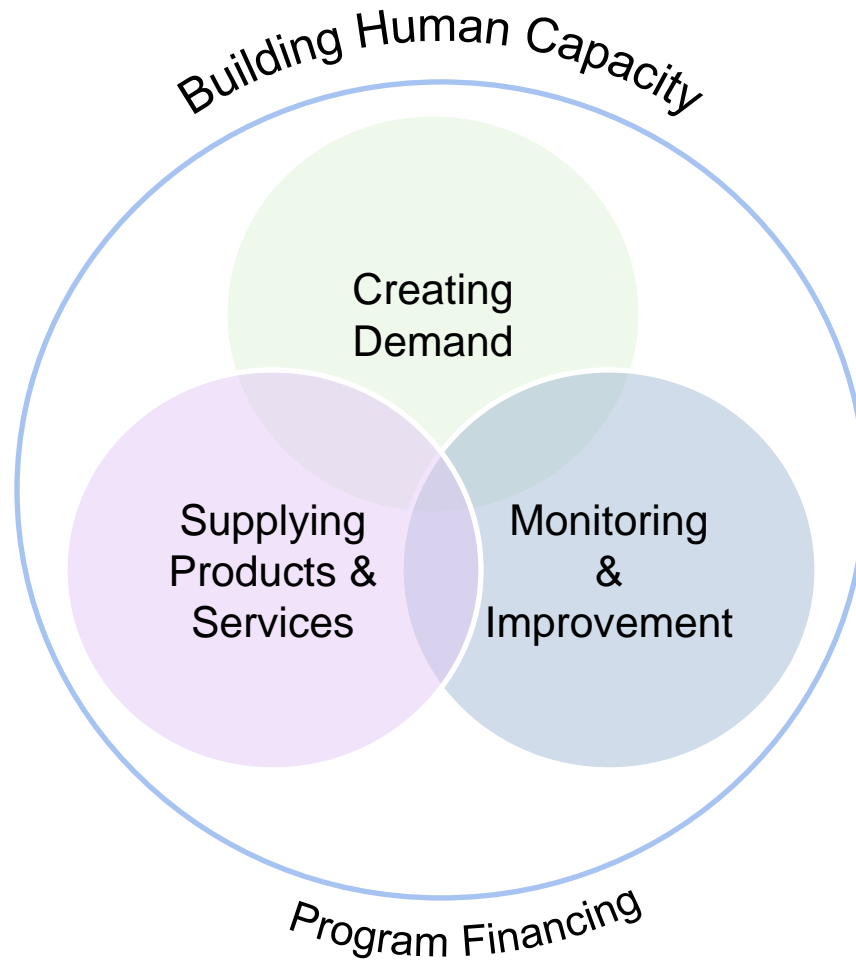 Building Human Capacity
Creating
Demand
Supplying
Products &
Services
Monitoring
&
Improvement
Program Financing